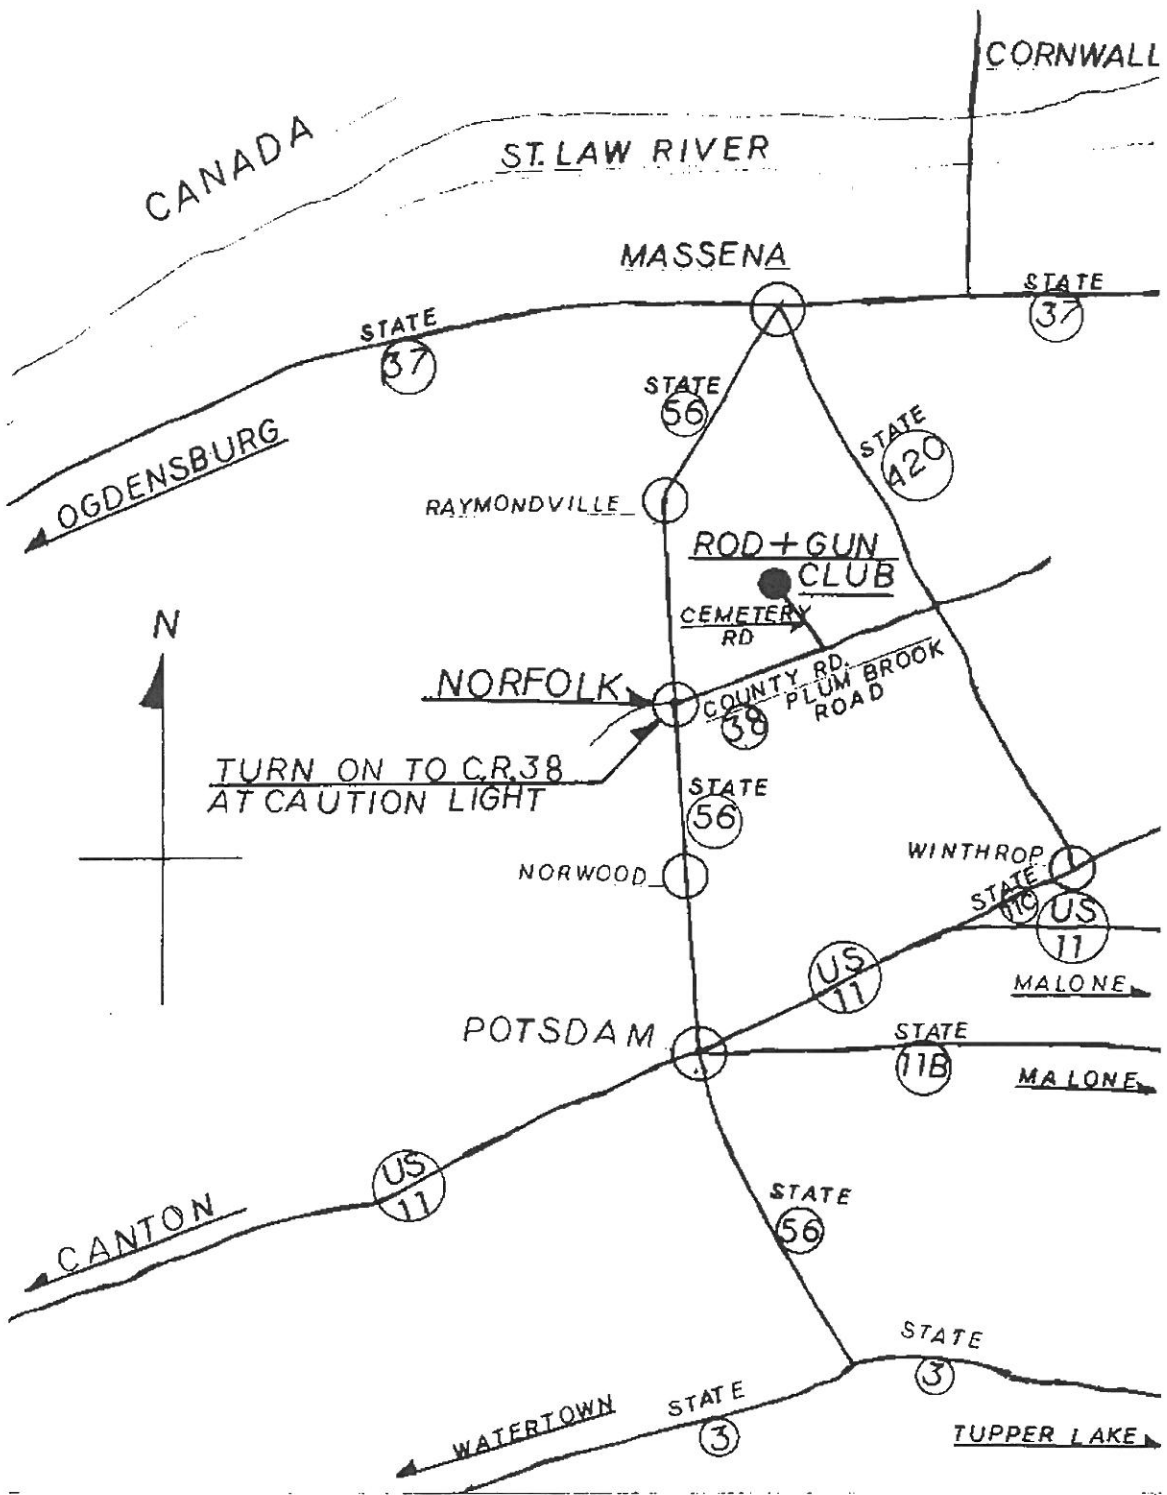 CORNWALL
CANADA
ST. LAW RIVER
MASSENA
STATE
37
STATE
37
STATE
56
STATE
420
OGDENSBURG
RAYMONDVILLE
ROD + GUN
CLUB
CEMETERY
RD
N
NORFOLK
COUNTY RD.
38
PLUM BROOK
ROAD
TURN ON TO C.R.38
AT CAUTION LIGHT
STATE
56
NORWOOD
WINTHROP
STATE
11C
US
11
US
11
MALONE
POTSDAM
STATE
11B
MALONE
US
11
CANTON
STATE
56
STATE
3
STATE
3
WATERTOWN
TUPPER LAKE